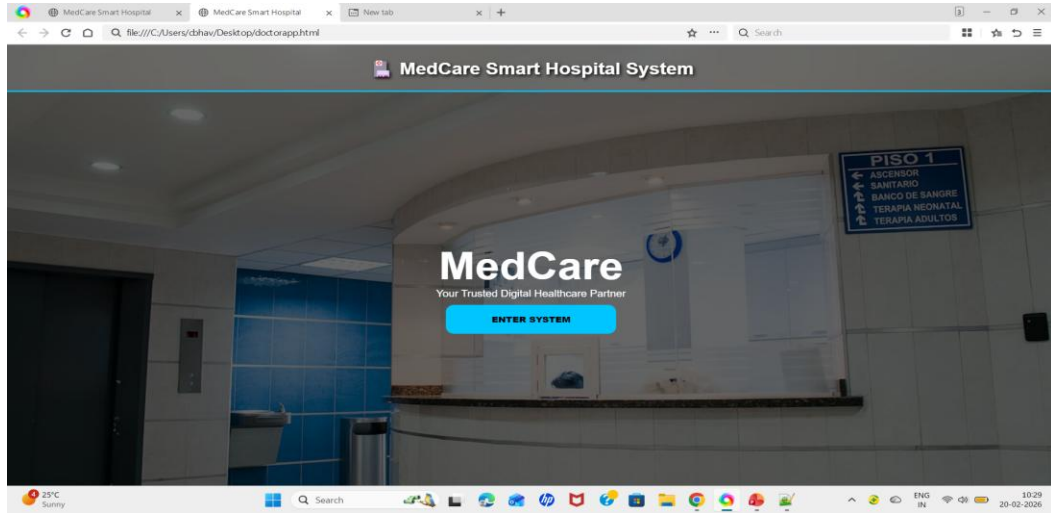 MedCare Smart Hospital
MedCare Smart Hospital
New tab
3
file:///C:/Users/dbhav/Desktop/doctorapp.html
Search
MedCare Smart Hospital System
PISO 1
ASCENSOR
SANITARIO
BANCO DE SANGRE
TERAPIA NEONATAL
TERAPIA ADULTOS
MedCare
Your Trusted Digital Healthcare Partner
ENTER SYSTEM
4
25°C
Sunny
Search
ENG
IN
10:29
20-02-2026